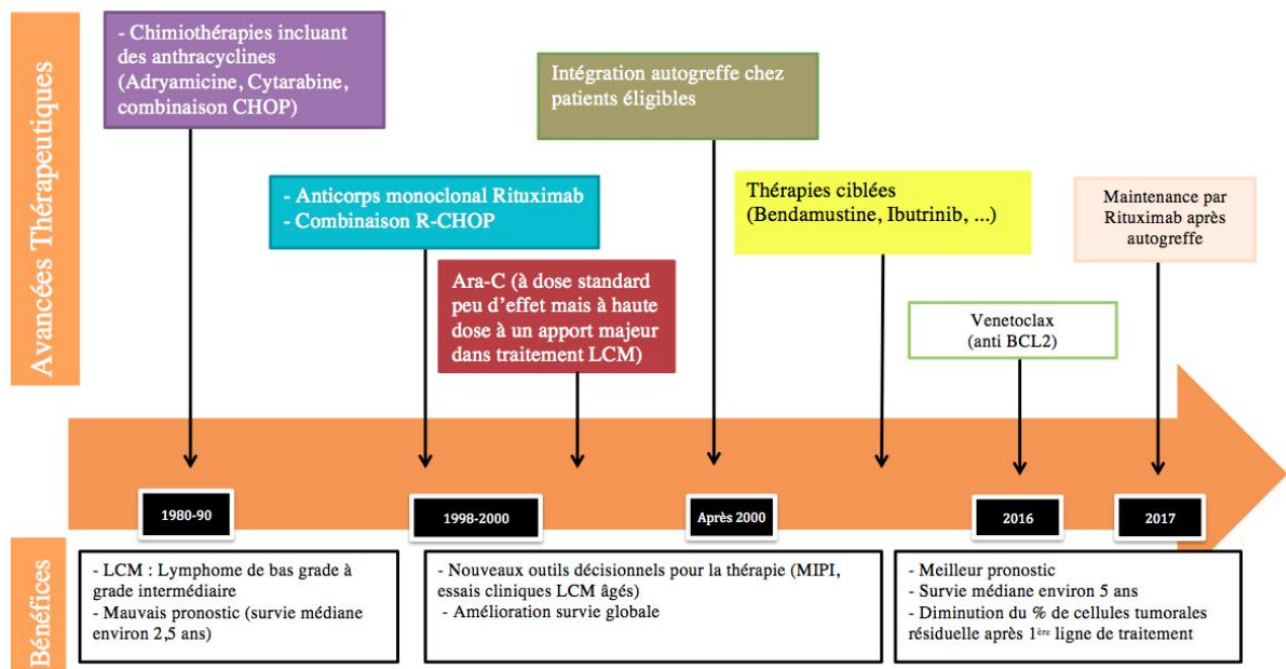 Avancées Thérapeutiques
- Chimiothérapies incluant
des anthracyclines
(Adryamicine, Cytarabine,
combinaison CHOP)
Intégration autogreffe chez
patients éligibles
- Anticorps monoclonal Rituximab
- Combinaison R-CHOP
Thérapies ciblées
(Bendamustine, Ibutrinib, ...)
Maintenance par
Rituximab après
autogreffe
Ara-C (à dose standard
peu d'effet mais à haute
dose à un apport majeur
dans traitement LCM)
Venetoclax
(anti BCL2)
1980-90
1998-2000
Après 2000
2016
2017
Bénéfices
- LCM : Lymphome de bas grade à
grade intermédiaire
- Mauvais pronostic (survie médiane
environ 2,5 ans)
- Nouveaux outils décisionnels pour la thérapie (MIPI,
essais cliniques LCM âgés)
- Amélioration survie globale
- Meilleur pronostic
- Survie médiane environ 5 ans
- Diminution du % de cellules tumorales
résiduelle après 1ère ligne de traitement